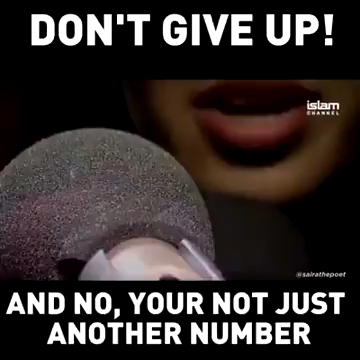 DON'T GIVE UP!
islam
CHANNEL
@sairathepoet
AND NO, YOUR NOT JUST
ANOTHER NUMBER